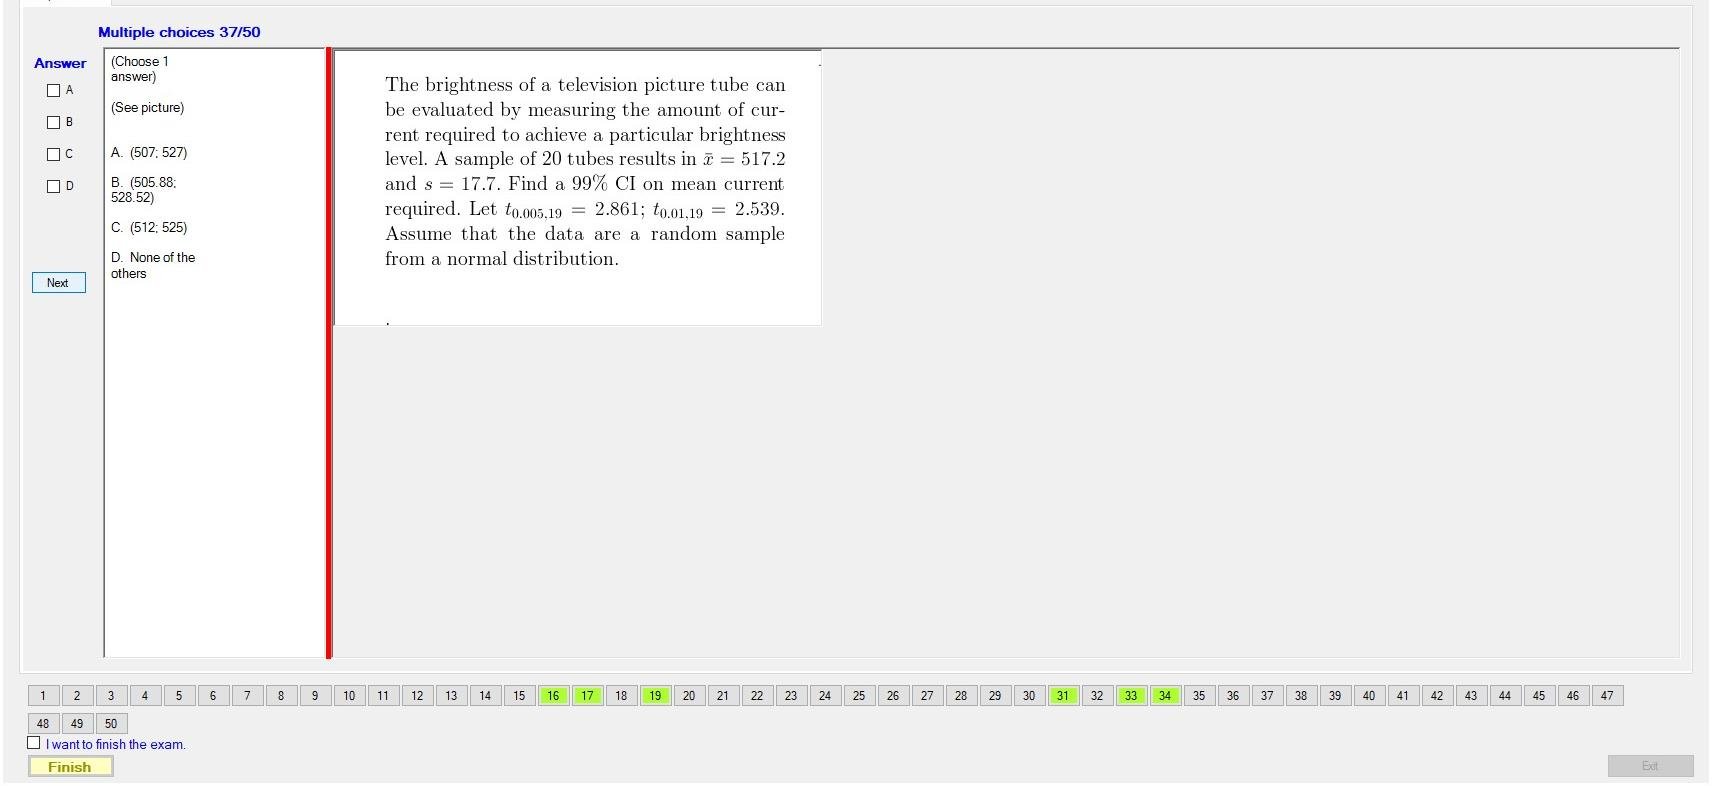 Multiple choices 37/50
Answer
A
B
C
D
Next
(Choose 1
answer)
(See picture)
A. (507; 527)
B. (505.88;
528.52)
C. (512; 525)
D. None of the
others
The brightness of a television picture tube can
be evaluated by measuring the amount of cur-
rent required to achieve a particular brightness
level. A sample of 20 tubes results in x̄ = 517.2
and s = 17.7. Find a 99% CI on mean current
required. Let t₀.₀₀₅,₁₉ = 2.861; t₀.₀₁,₁₉ = 2.539.
Assume that the data are a random sample
from a normal distribution.
1 2 3 4 5 6 7 8 9 10 11 12 13 14 15 16 17 18 19 20 21 22 23 24 25 26 27 28 29 30 31 32 33 34 35 36 37 38 39 40 41 42 43 44 45 46 47
48 49 50
I want to finish the exam.
Finish
Exit